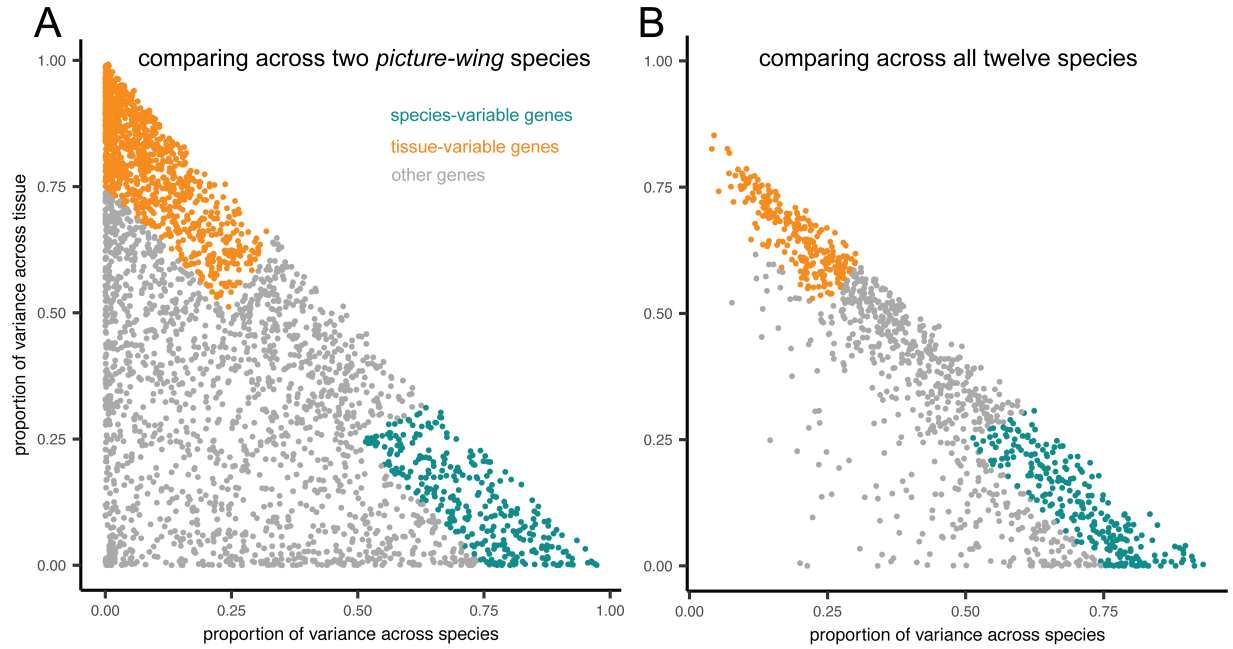 A
comparing across two picture-wing species
species-variable genes
tissue-variable genes
other genes
proportion of variance across tissue
1.00
0.75
0.50
0.25
0.00
0.00 0.25 0.50 0.75 1.00
proportion of variance across species
B
comparing across all twelve species
1.00
0.75
0.50
0.25
0.00
0.00 0.25 0.50 0.75
proportion of variance across species